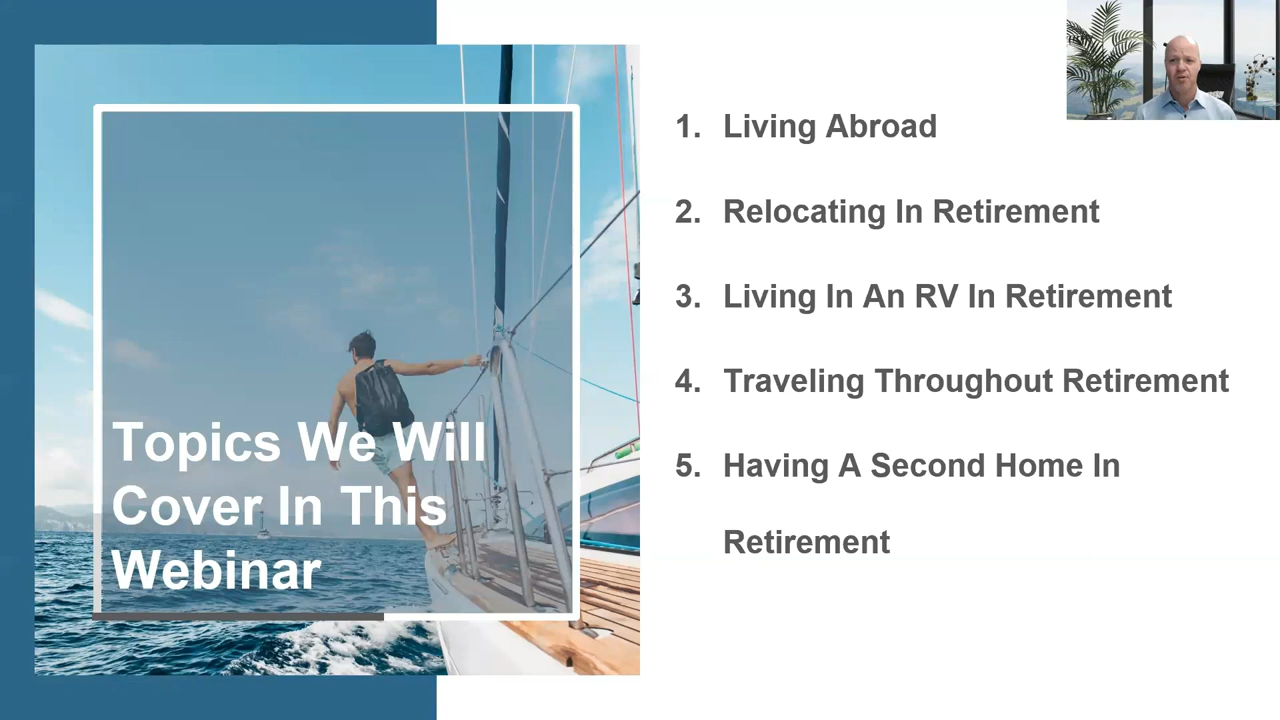 Topics We Will
Cover In This
Webinar
1. Living Abroad
2. Relocating In Retirement
3. Living In An RV In Retirement
4. Traveling Throughout Retirement
5. Having A Second Home In
Retirement